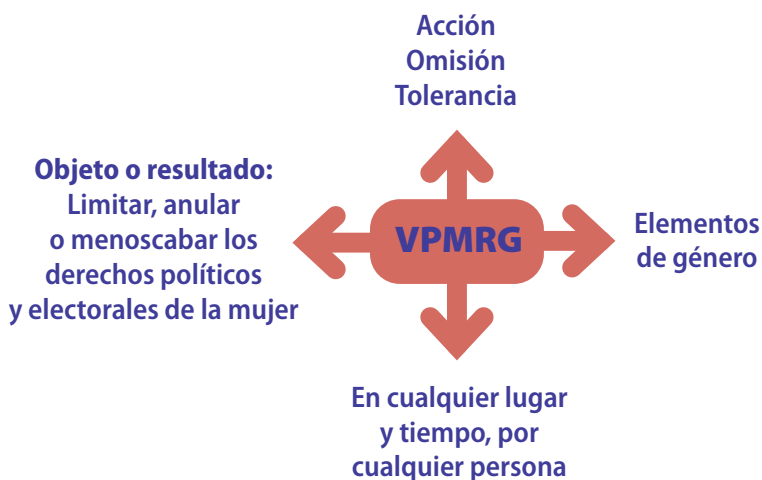 Acción
Omisión
Tolerancia
Objeto o resultado:
Limitar, anular
o menoscabar los
derechos políticos
y electorales de la mujer
VPMRG
Elementos
de género
En cualquier lugar
y tiempo, por
cualquier persona